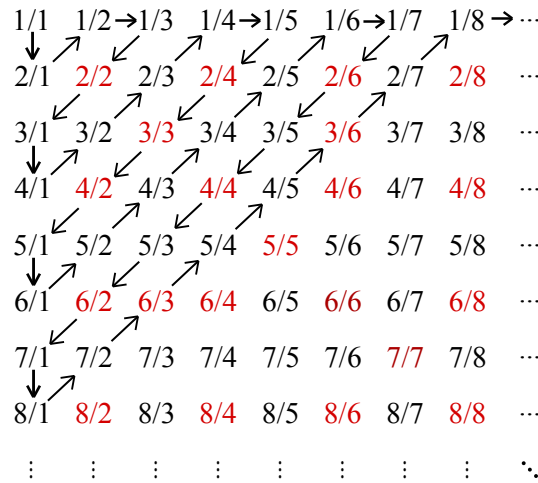 1/1 1/2 1/3 1/4 1/5 1/6 1/7 1/8 ⋯
2/1 2/2 2/3 2/4 2/5 2/6 2/7 2/8 ⋯
3/1 3/2 3/3 3/4 3/5 3/6 3/7 3/8 ⋯
4/1 4/2 4/3 4/4 4/5 4/6 4/7 4/8 ⋯
5/1 5/2 5/3 5/4 5/5 5/6 5/7 5/8 ⋯
6/1 6/2 6/3 6/4 6/5 6/6 6/7 6/8 ⋯
7/1 7/2 7/3 7/4 7/5 7/6 7/7 7/8 ⋯
8/1 8/2 8/3 8/4 8/5 8/6 8/7 8/8 ⋯
⋮ ⋮ ⋮ ⋮ ⋮ ⋮ ⋮ ⋮ ⋱